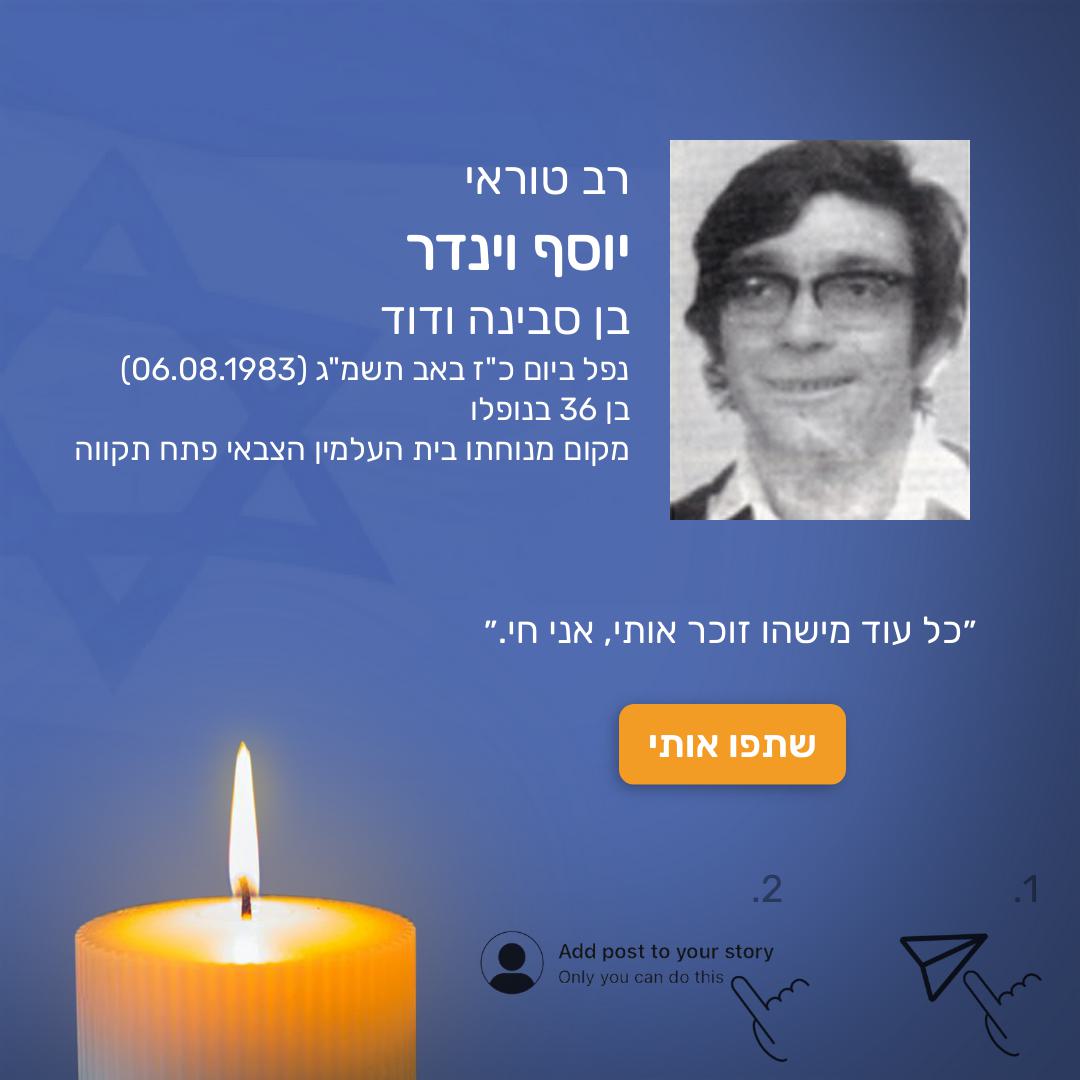 רב טוראי
יוסף וינדר
בן סבינה ודוד
נפל ביום כ"ז באב תשמ"ג (06.08.1983)
בן 36 בנופלו
מקום מנוחתו בית העלמין הצבאי פתח תקווה
״כל עוד מישהו זוכר אותי, אני חי.״
שתפו אותי
.1
.2
Add post to your story
Only you can do this